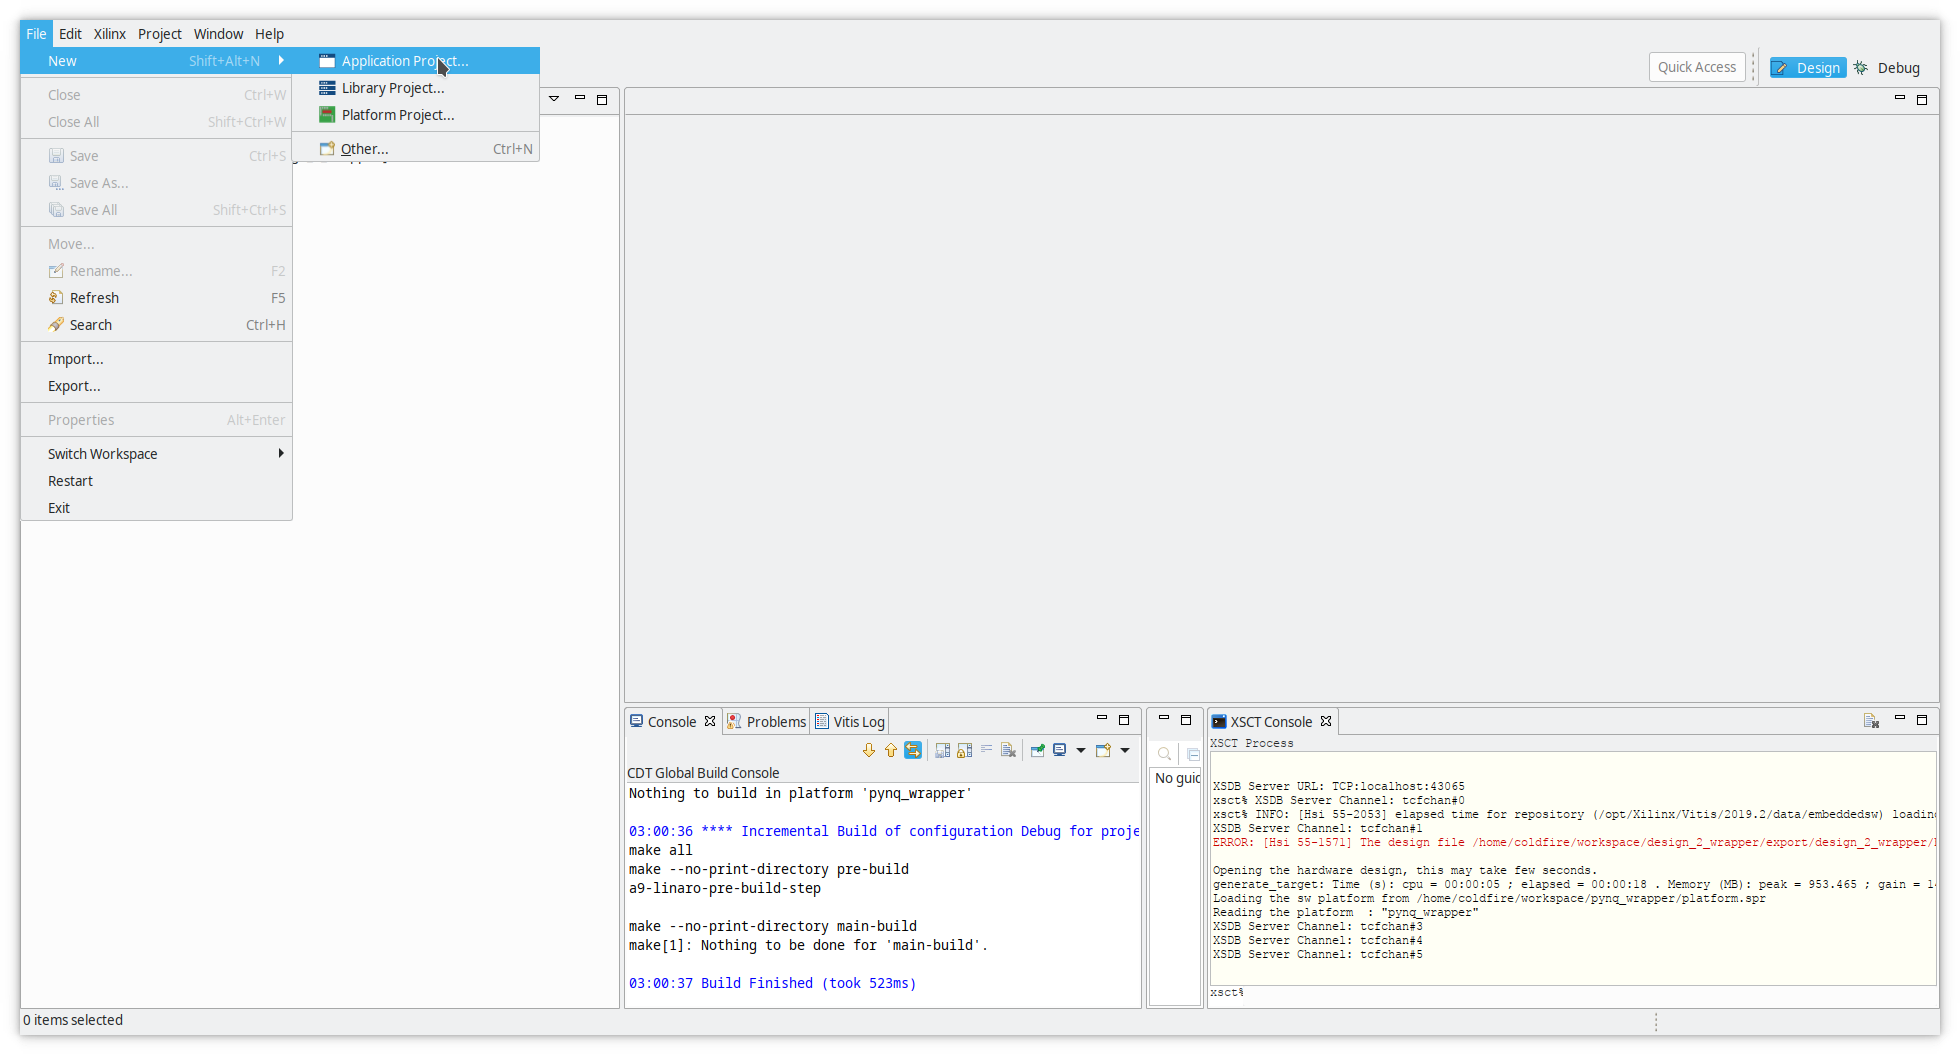 File Edit Xilinx Project Window Help
New Shift+Alt+N
Application Project...
Library Project...
Platform Project...
Other... Ctrl+N
Close Ctrl+W
Close All Shift+Ctrl+W
Save Ctrl+S
Save As...
Save All Shift+Ctrl+S
Move...
Rename... F2
Refresh F5
Search Ctrl+H
Import...
Export...
Properties Alt+Enter
Switch Workspace
Restart
Exit
Quick Access
Design Debug
Console Problems Vitis Log
CDT Global Build Console
Nothing to build in platform 'pynq_wrapper'
03:00:36 **** Incremental Build of configuration Debug for proje
make all
make --no-print-directory pre-build
a9-linaro-pre-build-step
make --no-print-directory main-build
make[1]: Nothing to be done for 'main-build'.
03:00:37 Build Finished (took 523ms)
No guid
XSCT Console
XSCT Process
XSDB Server URL: TCP:localhost:43065
xsct% XSDB Server Channel: tcfchan#0
xsct% INFO: [Hsi 55-2053] elapsed time for repository (/opt/Xilinx/Vitis/2019.2/data/embeddedsw) loading
XSDB Server Channel: tcfchan#1
ERROR: [Hsi 55-1571] The design file /home/coldfire/workspace/design_2_wrapper/export/design_2_wrapper/
Opening the hardware design, this may take few seconds.
generate_target: Time (s): cpu = 00:00:05 ; elapsed = 00:00:18 . Memory (MB): peak = 953.465 ; gain = 1
Loading the sw platform from /home/coldfire/workspace/pynq_wrapper/platform.spr
Reading the platform : "pynq_wrapper"
XSDB Server Channel: tcfchan#3
XSDB Server Channel: tcfchan#4
XSDB Server Channel: tcfchan#5
xsct%
0 items selected